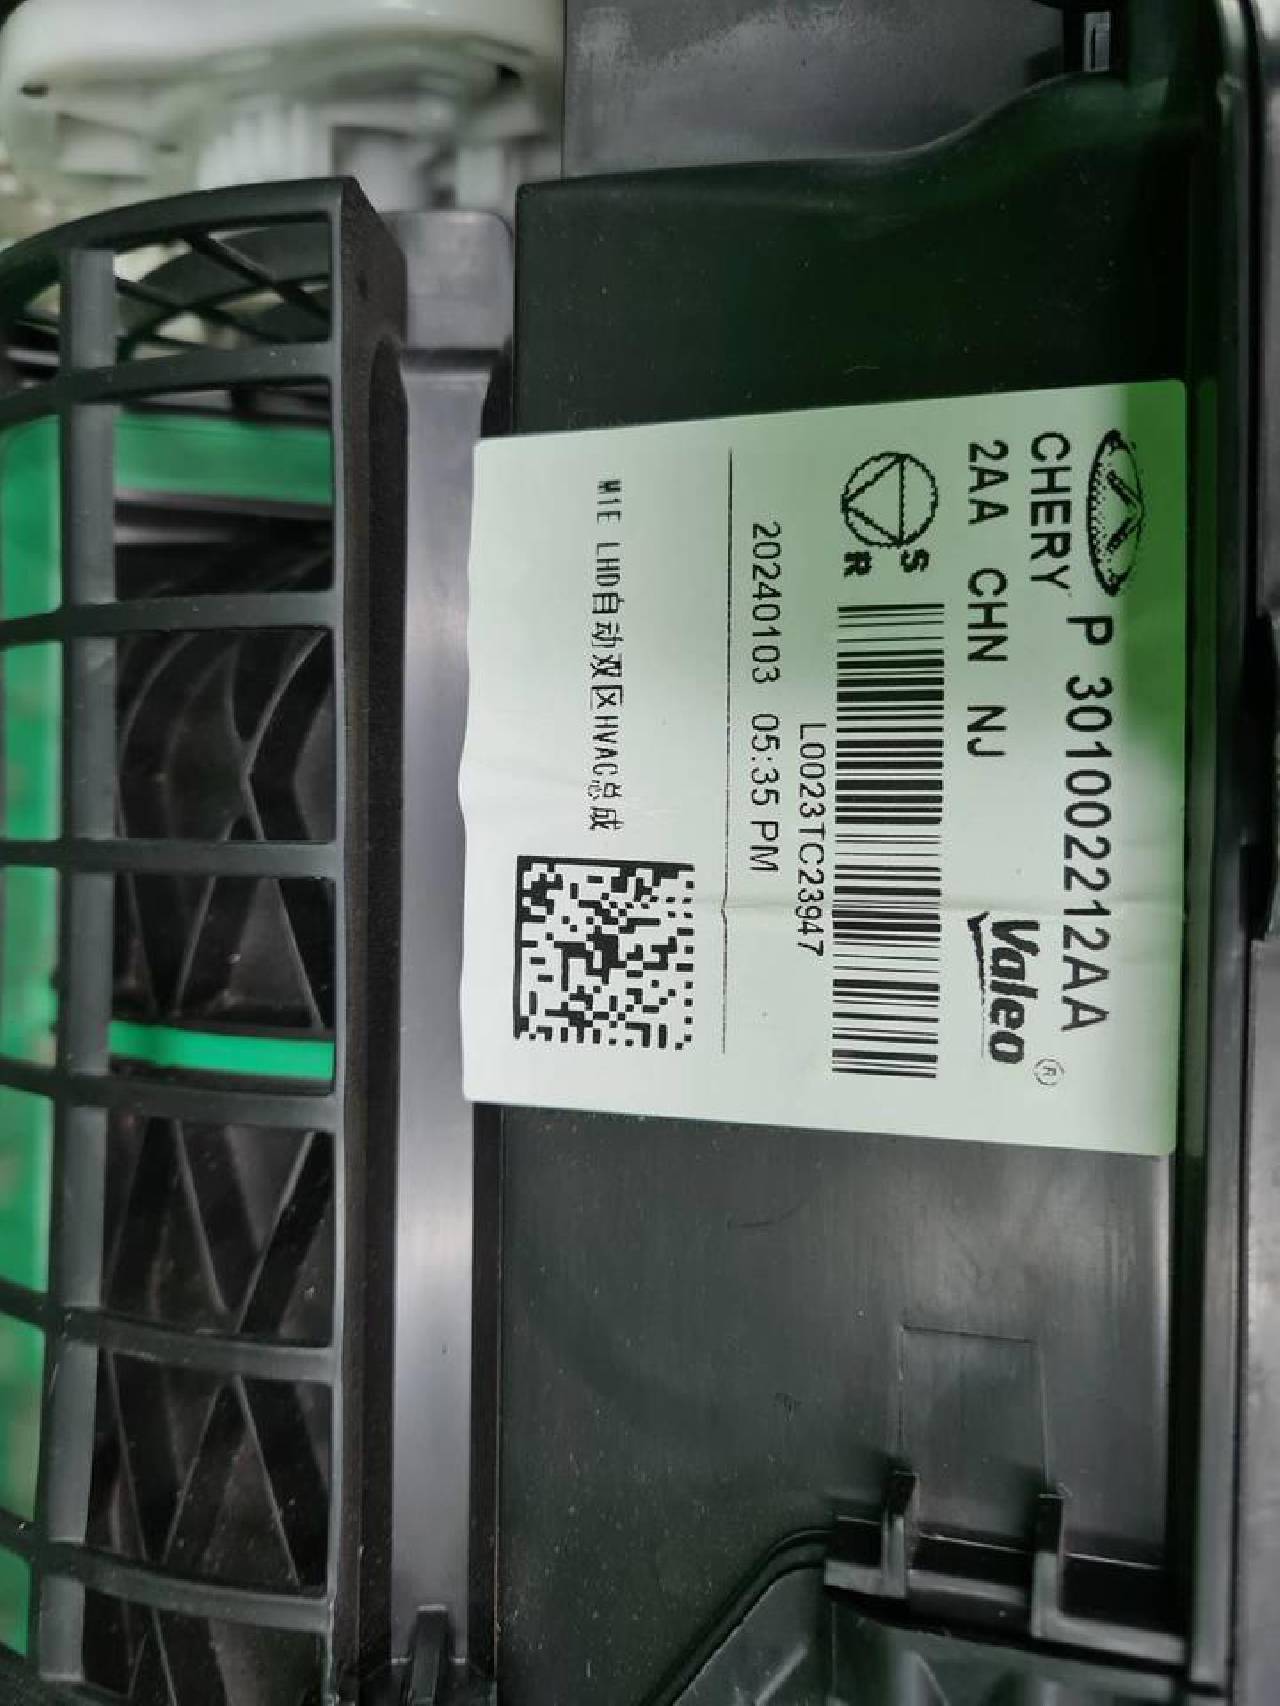 P 301002212AA
CHERY
2AA CHN NJ
Valeo®
S
R
L0023TC23947
20240103 05:35 PM
M1E LHD自动双区HVAC总成